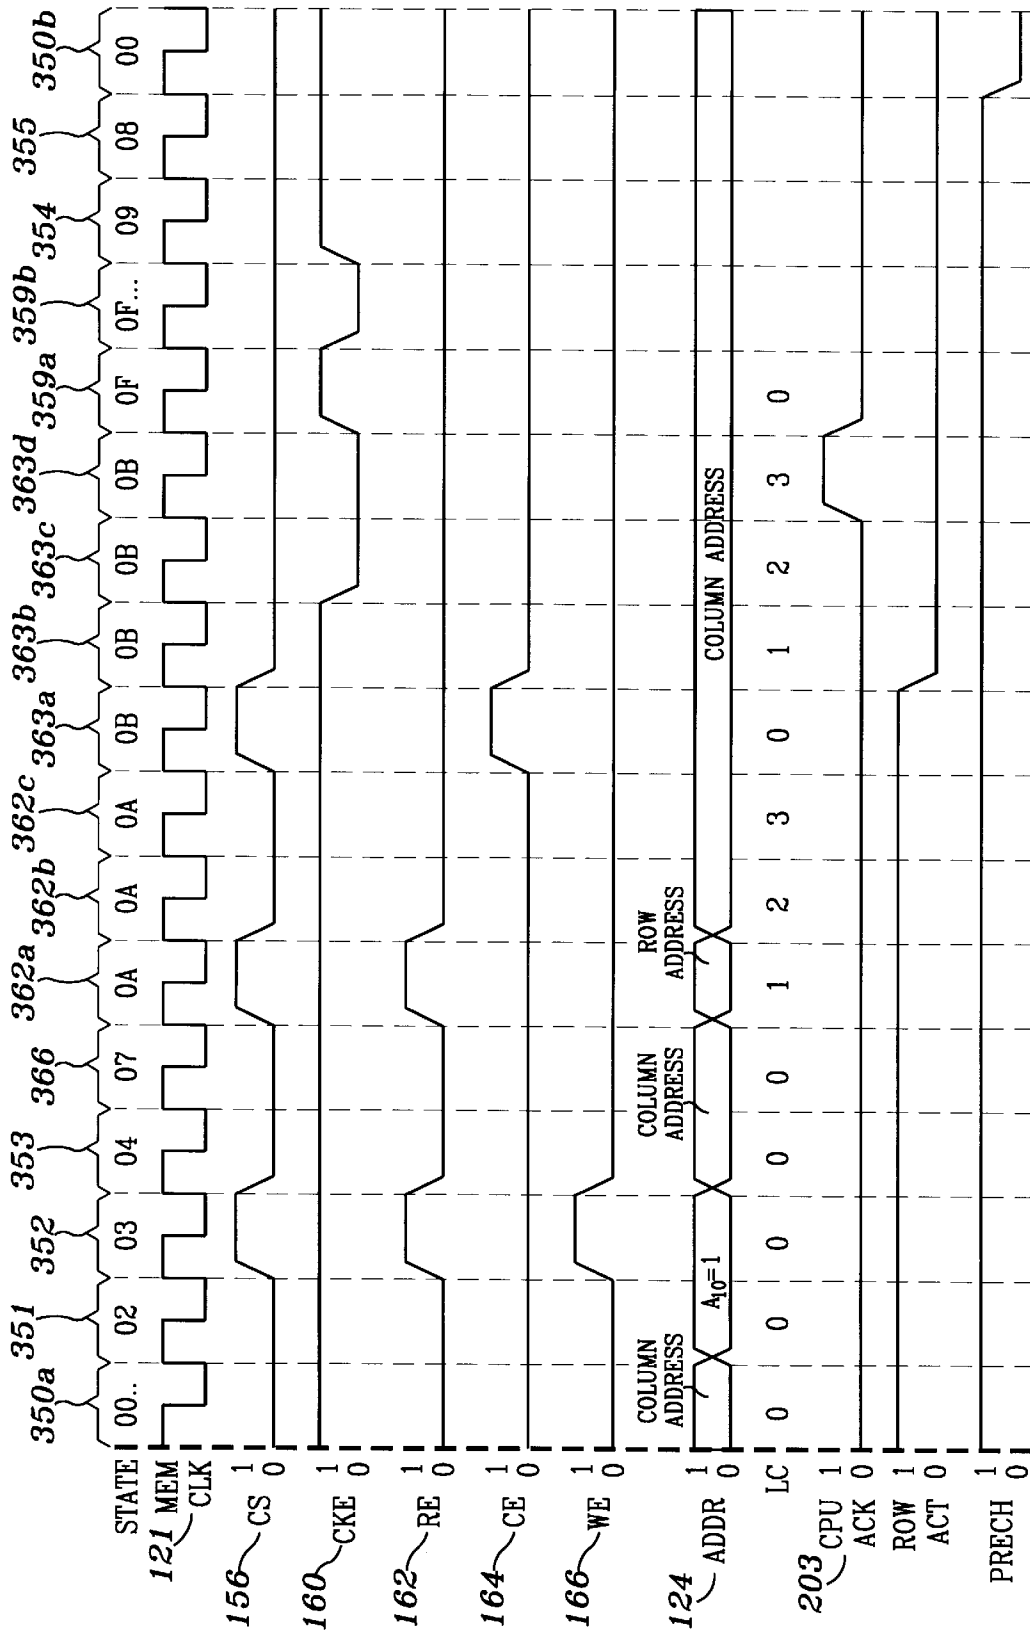 350a 351 352 353 366 362a 362b 362c 363a 363b 363c 363d 359a 359b 354 355 350b
STATE 00.. 02 03 04 07 0A 0A 0A 0B 0B 0B 0B 0F 0F... 09 08 00
121 MEM
CLK
156 CS 1
0
160 CKE 1
0
162 RE 1
0
164 CE 1
0
166 WE 1
0
124 ADDR 1
0
COLUMN
ADDRESS
A10=1
COLUMN
ADDRESS
ROW
ADDRESS
COLUMN ADDRESS
LC 0 0 0 0 0 1 2 3 0 1 2 3 0
203 CPU 1
ACK 0
ROW 1
ACT 0
PRECH 1
0